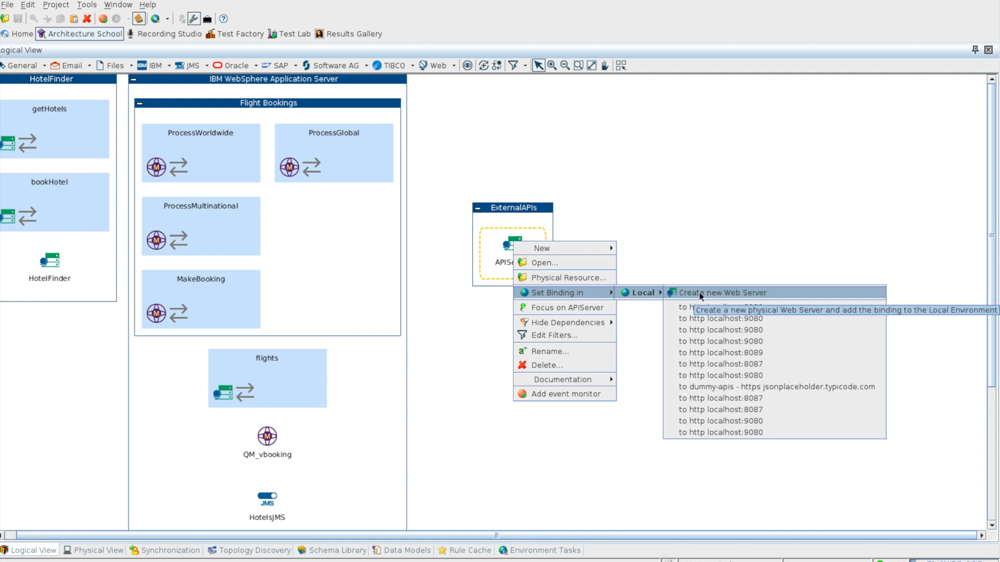 File Edit Project Tools Window Help
Home Architecture School Recording Studio Test Factory Test Lab Results Gallery
ogical View
General Email Files IBM IBM JMS JMS Oracle SAP SAP Software AG TIBCO Web
HotelFinder
getHotels
bookHotel
HotelFinder
IBM WebSphere Application Server
Flight Bookings
ProcessWorldwide
M
ProcessGlobal
M
ProcessMultinational
M
MakeBooking
M
flights
M
QM_vbooking
JMS
HotelsJMS
ExternalAPIs
APISe
New
Open...
Physical Resource...
Set Binding in
Focus on APIServer
Hide Dependencies
Edit Filters...
Rename...
Delete...
Documentation
Add event monitor
Local
Create new Web Server
Create a new physical Web Server and add the binding to the Local Environment
to http localhost:9080
to http localhost:9080
to http localhost:9080
to http localhost:8089
to http localhost:8087
to http localhost:9080
to dummy-apis - https jsonplaceholder.typicode.com
to http localhost:8087
to http localhost:8087
to http localhost:9080
to http localhost:9080
Logical View Physical View Synchronization Topology Discovery Schema Library Data Models Rule Cache Environment Tasks